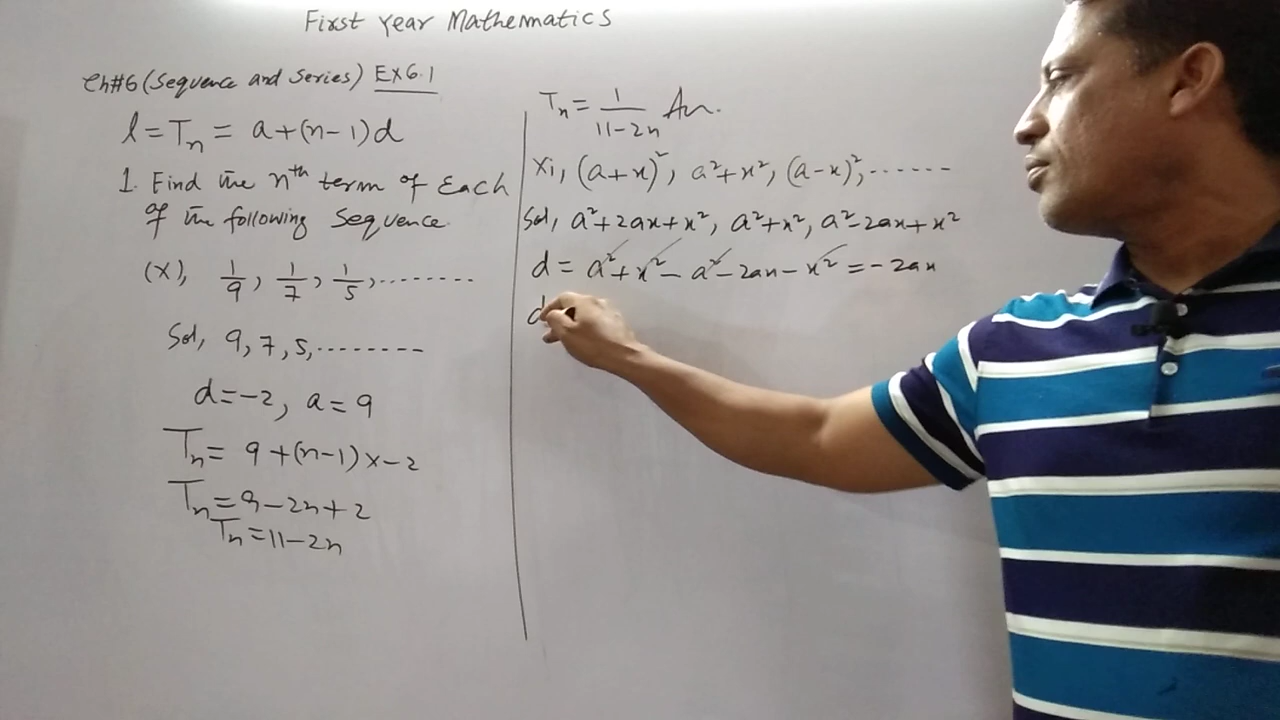 First Year Mathematics
Ch#6 (Sequence and Series) EX 6.1
l = Tn = a + (n-1)d
1. Find the nth term of Each
of the following Sequence.
(X), 1/9, 1/7, 1/5, ........
Sol, 9, 7, 5, ........
d = -2, a = 9
Tn = 9 + (n-1) x -2
Tn = 9 - 2n + 2
Tn = 11 - 2n
Tn = 1/(11-2n) An.
Xi, (a+x)², a²+x², (a-x)², ......
Sol, a²+2ax+x², a²+x², a²-2ax+x²
d = a²+x²-a²-2ax-x² = -2ax
d